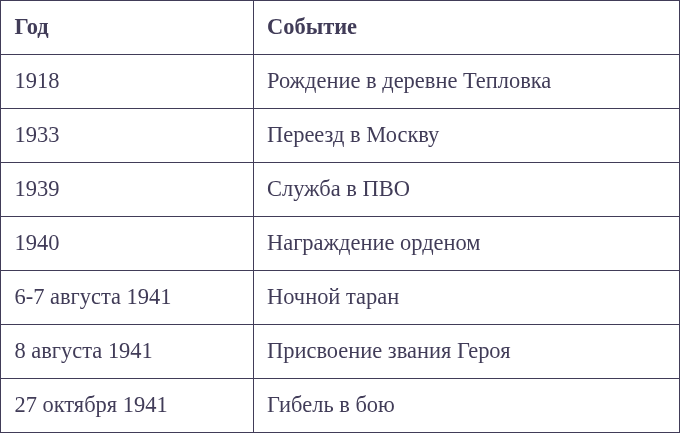 Год Событие
1918 Рождение в деревне Тепловка
1933 Переезд в Москву
1939 Служба в ПВО
1940 Награждение орденом
6-7 августа 1941 Ночной таран
8 августа 1941 Присвоение звания Героя
27 октября 1941 Гибель в бою